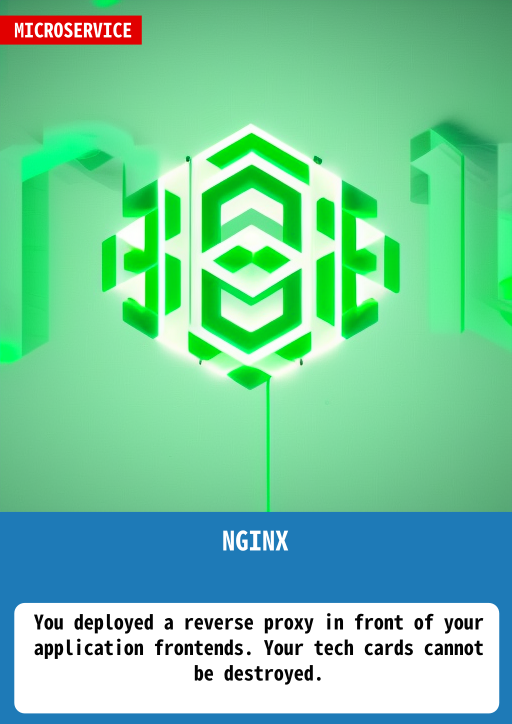 MICROSERVICE
NGINX
You deployed a reverse proxy in front of your
application frontends. Your tech cards cannot
be destroyed.